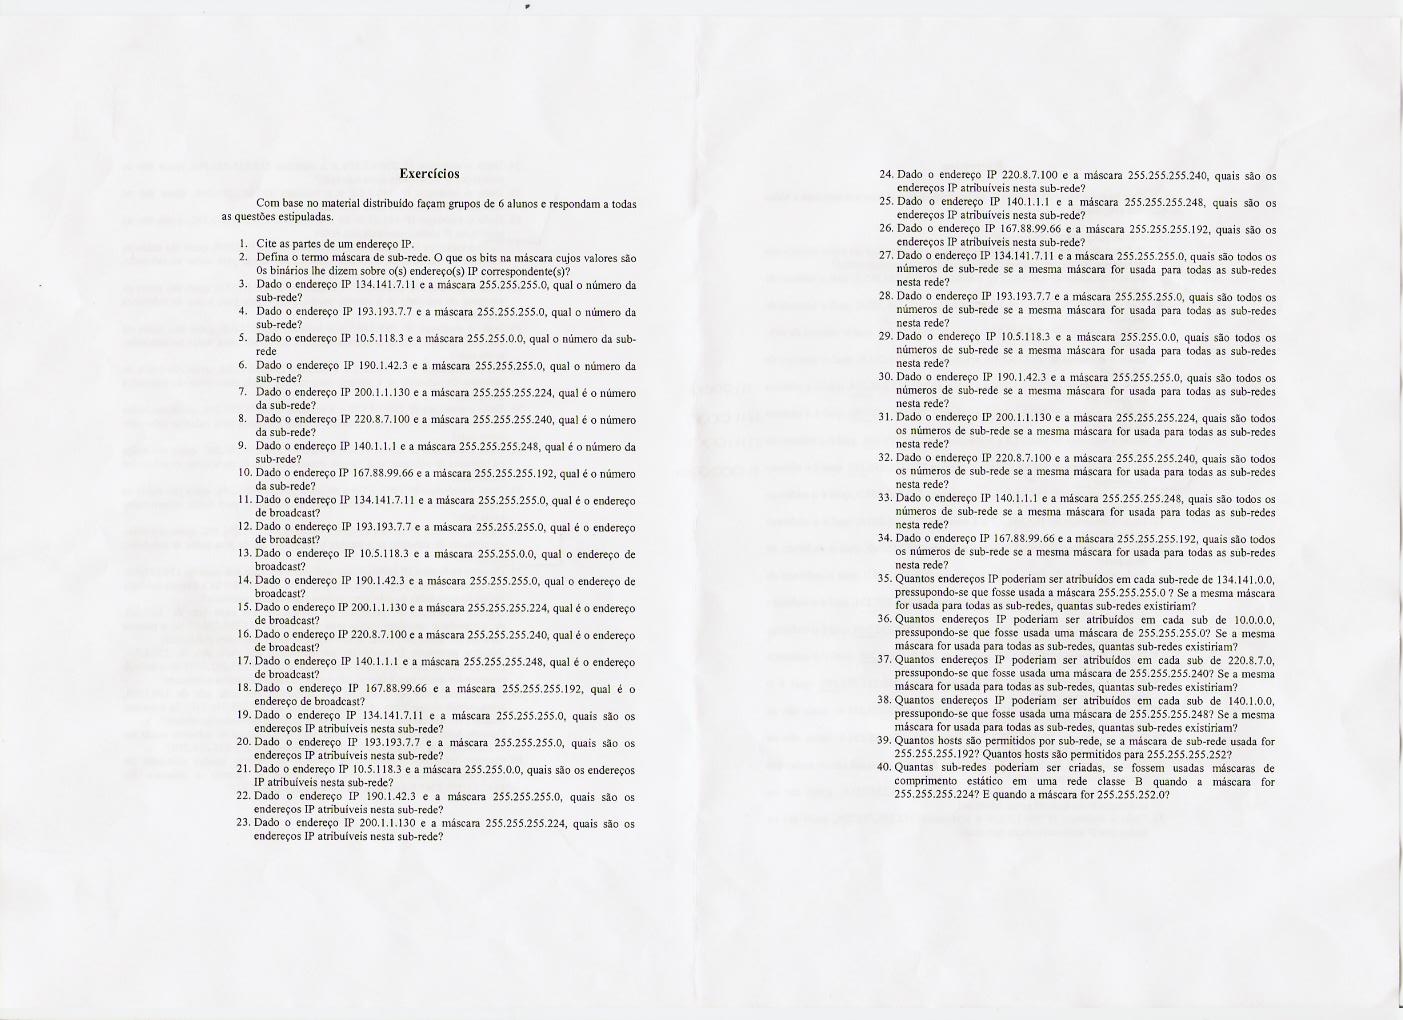 Exercícios
Com base no material distribuído façam grupos de 6 alunos e respondam a todas
as questões estipuladas.
1. Cite as partes de um endereço IP.
2. Defina o termo máscara de sub-rede. O que os bits na máscara cujos valores são
0s binários lhe dizem sobre o(s) endereço(s) IP correspondente(s)?
3. Dado o endereço IP 134.141.7.11 e a máscara 255.255.255.0, qual o número da
sub-rede?
4. Dado o endereço IP 193.193.7.7 e a máscara 255.255.255.0, qual o número da
sub-rede?
5. Dado o endereço IP 10.5.118.3 e a máscara 255.255.0.0, qual o número da sub-
rede
6. Dado o endereço IP 190.1.42.3 e a máscara 255.255.255.0, qual o número da
sub-rede?
7. Dado o endereço IP 200.1.1.130 e a máscara 255.255.255.224, qual é o número
da sub-rede?
8. Dado o endereço IP 220.8.7.100 e a máscara 255.255.255.240, qual é o número
da sub-rede?
9. Dado o endereço IP 140.1.1.1 e a máscara 255.255.255.248, qual é o número da
sub-rede?
10. Dado o endereço IP 167.88.99.66 e a máscara 255.255.255.192, qual é o número
da sub-rede?
11. Dado o endereço IP 134.141.7.11 e a máscara 255.255.255.0, qual é o endereço
de broadcast?
12. Dado o endereço IP 193.193.7.7 e a máscara 255.255.255.0, qual é o endereço
de broadcast?
13. Dado o endereço IP 10.5.118.3 e a máscara 255.255.0.0, qual o endereço de
broadcast?
14. Dado o endereço IP 190.1.42.3 e a máscara 255.255.255.0, qual o endereço de
broadcast?
15. Dado o endereço IP 200.1.1.130 e a máscara 255.255.255.224, qual é o endereço
de broadcast?
16. Dado o endereço IP 220.8.7.100 e a máscara 255.255.255.240, qual é o endereço
de broadcast?
17. Dado o endereço IP 140.1.1.1 e a máscara 255.255.255.248, qual é o endereço
de broadcast?
18. Dado o endereço IP 167.88.99.66 e a máscara 255.255.255.192, qual é o
endereço de broadcast?
19. Dado o endereço IP 134.141.7.11 e a máscara 255.255.255.0, quais são os
endereços IP atribuíveis nesta sub-rede?
20. Dado o endereço IP 193.193.7.7 e a máscara 255.255.255.0, quais são os
endereços IP atribuíveis nesta sub-rede?
21. Dado o endereço IP 10.5.118.3 e a máscara 255.255.0.0, quais são os endereços
IP atribuíveis nesta sub-rede?
22. Dado o endereço IP 190.1.42.3 e a máscara 255.255.255.0, quais são os
endereços IP atribuíveis nesta sub-rede?
23. Dado o endereço IP 200.1.1.130 e a máscara 255.255.255.224, quais são os
endereços IP atribuíveis nesta sub-rede?
24. Dado o endereço IP 220.8.7.100 e a máscara 255.255.255.240, quais são os
endereços IP atribuíveis nesta sub-rede?
25. Dado o endereço IP 140.1.1.1 e a máscara 255.255.255.248, quais são os
endereços IP atribuíveis nesta sub-rede?
26. Dado o endereço IP 167.88.99.66 e a máscara 255.255.255.192, quais são os
endereços IP atribuíveis nesta sub-rede?
27. Dado o endereço IP 134.141.7.11 e a máscara 255.255.255.0, quais são todos os
números de sub-rede se a mesma máscara for usada para todas as sub-redes
nesta rede?
28. Dado o endereço IP 193.193.7.7 e a máscara 255.255.255.0, quais são todos os
números de sub-rede se a mesma máscara for usada para todas as sub-redes
nesta rede?
29. Dado o endereço IP 10.5.118.3 e a máscara 255.255.0.0, quais são todos os
números de sub-rede se a mesma máscara for usada para todas as sub-redes
nesta rede?
30. Dado o endereço IP 190.1.42.3 e a máscara 255.255.255.0, quais são todos os
números de sub-rede se a mesma máscara for usada para todas as sub-redes
nesta rede?
31. Dado o endereço IP 200.1.1.130 e a máscara 255.255.255.224, quais são todos
os números de sub-rede se a mesma máscara for usada para todas as sub-redes
nesta rede?
32. Dado o endereço IP 220.8.7.100 e a máscara 255.255.255.240, quais são todos
os números de sub-rede se a mesma máscara for usada para todas as sub-redes
nesta rede?
33. Dado o endereço IP 140.1.1.1 e a máscara 255.255.255.248, quais são todos os
números de sub-rede se a mesma máscara for usada para todas as sub-redes
nesta rede?
34. Dado o endereço IP 167.88.99.66 e a máscara 255.255.255.192, quais são todos
os números de sub-rede se a mesma máscara for usada para todas as sub-redes
nesta rede?
35. Quantos endereços IP poderiam ser atribuídos em cada sub-rede de 134.141.0.0,
pressupondo-se que fosse usada a máscara 255.255.255.0 ? Se a mesma máscara
for usada para todas as sub-redes, quantas sub-redes existiriam?
36. Quantos endereços IP poderiam ser atribuídos em cada sub de 10.0.0.0,
pressupondo-se que fosse usada uma máscara de 255.255.255.0? Se a mesma
máscara for usada para todas as sub-redes, quantas sub-redes existiriam?
37. Quantos endereços IP poderiam ser atribuídos em cada sub de 220.8.7.0,
pressupondo-se que fosse usada uma máscara de 255.255.255.240? Se a mesma
máscara for usada para todas as sub-redes, quantas sub-redes existiriam?
38. Quantos endereços IP poderiam ser atribuídos em cada sub de 140.1.0.0,
pressupondo-se que fosse usada uma máscara de 255.255.255.248? Se a mesma
máscara for usada para todas as sub-redes, quantas sub-redes existiriam?
39. Quantos hosts são permitidos por sub-rede, se a máscara de sub-rede usada for
255.255.255.192? Quantos hosts são permitidos para 255.255.255.252?
40. Quantas sub-redes poderiam ser criadas, se fossem usadas máscaras de
comprimento estático em uma rede classe B quando a máscara for
255.255.255.224? E quando a máscara for 255.255.252.0?